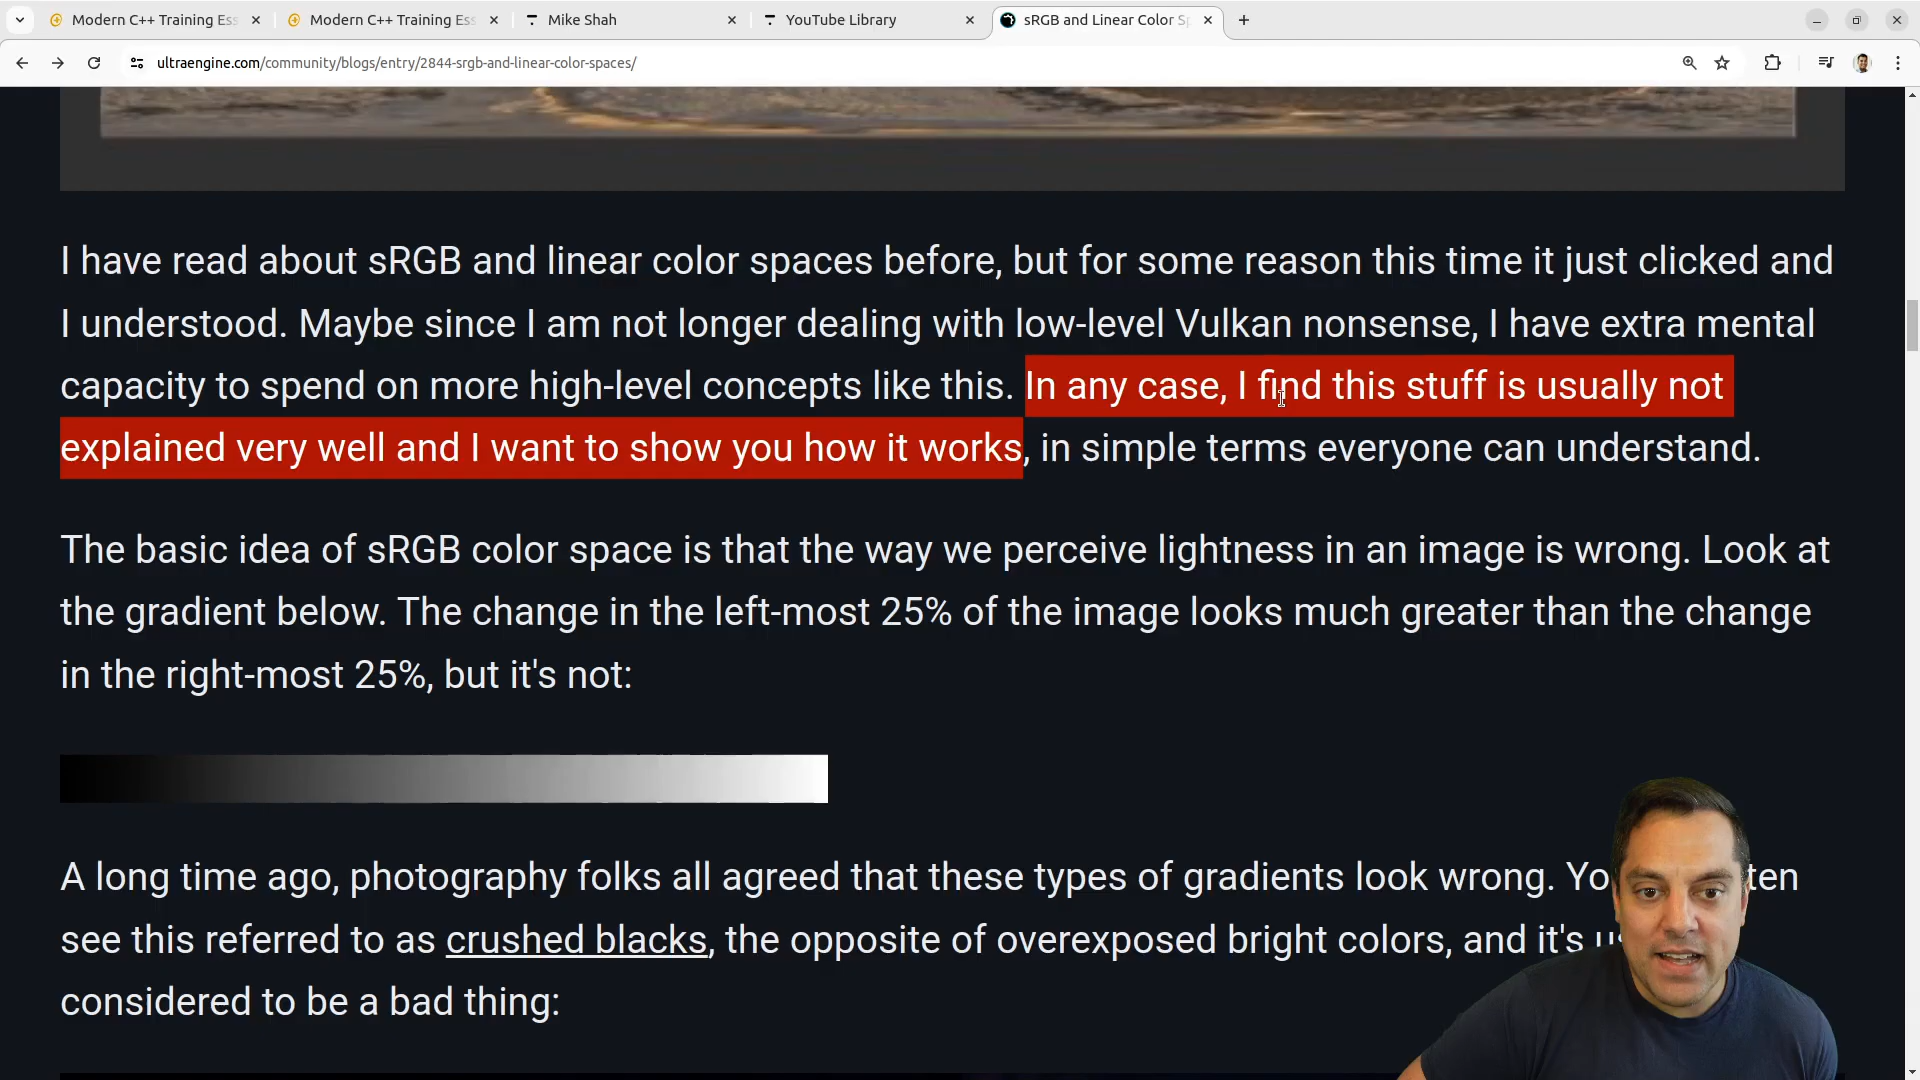 Modern C++ Training Ess
Modern C++ Training Ess
Mike Shah
YouTube Library
sRGB and Linear Color Sp
ultraengine.com/community/blogs/entry/2844-srgb-and-linear-color-spaces/
I have read about sRGB and linear color spaces before, but for some reason this time it just clicked and
I understood. Maybe since I am not longer dealing with low-level Vulkan nonsense, I have extra mental
capacity to spend on more high-level concepts like this. In any case, I find this stuff is usually not
explained very well and I want to show you how it works, in simple terms everyone can understand.
The basic idea of sRGB color space is that the way we perceive lightness in an image is wrong. Look at
the gradient below. The change in the left-most 25% of the image looks much greater than the change
in the right-most 25%, but it's not:
A long time ago, photography folks all agreed that these types of gradients look wrong. Yo ten
see this referred to as crushed blacks, the opposite of overexposed bright colors, and it's us
considered to be a bad thing: